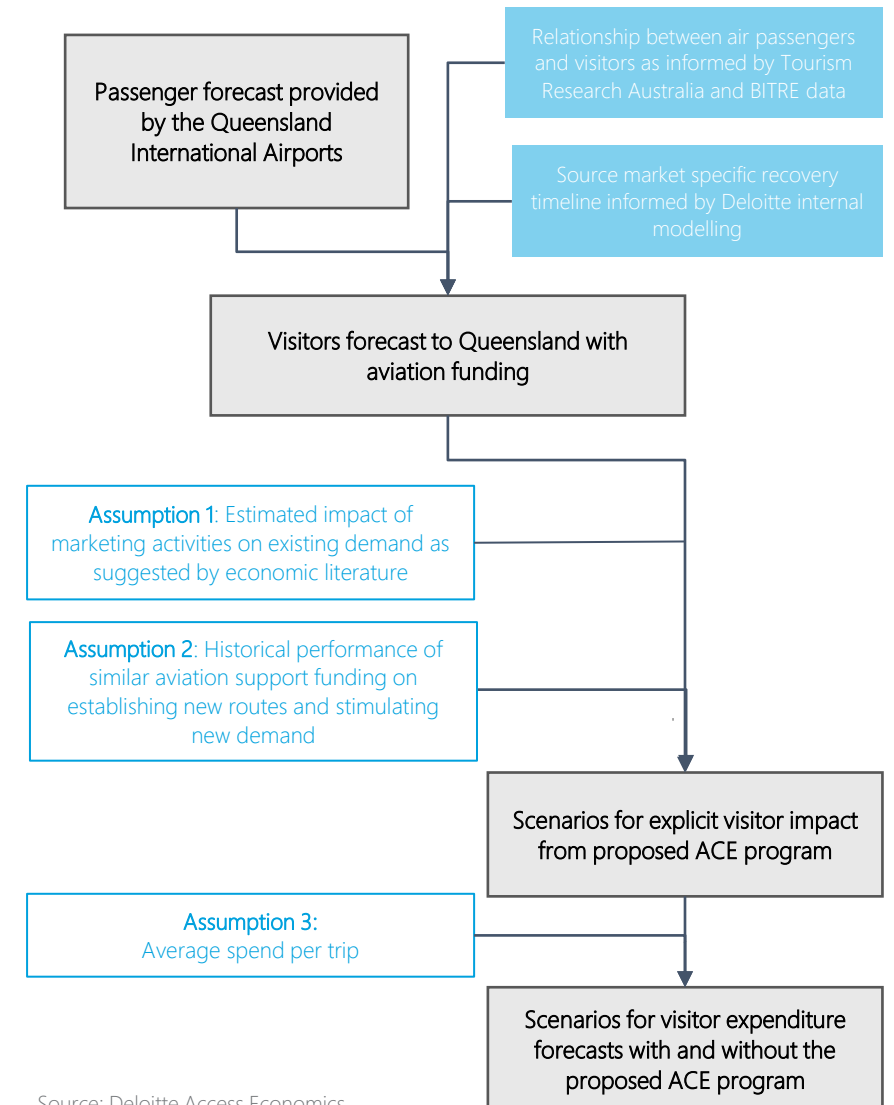 Relationship between air passengers
and visitors as informed by Tourism
Research Australia and BITRE data
Passenger forecast provided
by the Queensland
International Airports
Source market specific recovery
timeline informed by Deloitte internal
modelling
Visitors forecast to Queensland with
aviation funding
Assumption 1: Estimated impact of
marketing activities on existing demand as
suggested by economic literature
Assumption 2: Historical performance of
similar aviation support funding on
establishing new routes and stimulating
new demand
Scenarios for explicit visitor impact
from proposed ACE program
Assumption 3:
Average spend per trip
Scenarios for visitor expenditure
forecasts with and without the
proposed ACE program
Source: Deloitte Access Economics